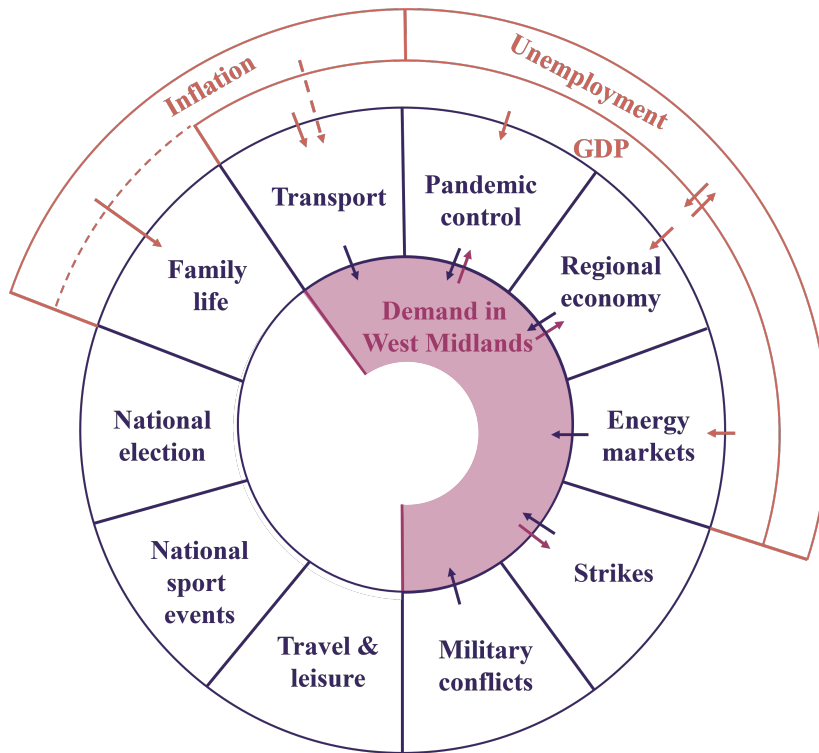 Inflation
Unemployment
GDP
Transport
Pandemic
control
Family
life
Regional
economy
Demand in
West Midlands
National
election
Energy
markets
National
sport
events
Strikes
Travel &
leisure
Military
conflicts